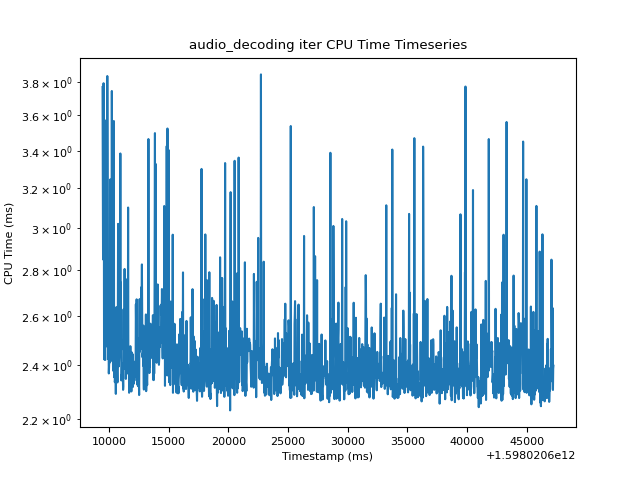 audio_decoding iter CPU Time Timeseries
CPU Time (ms)
3.8 × 10⁰
3.6 × 10⁰
3.4 × 10⁰
3.2 × 10⁰
3 × 10⁰
2.8 × 10⁰
2.6 × 10⁰
2.4 × 10⁰
2.2 × 10⁰
10000 15000 20000 25000 30000 35000 40000 45000
Timestamp (ms)
+1.5980206e12